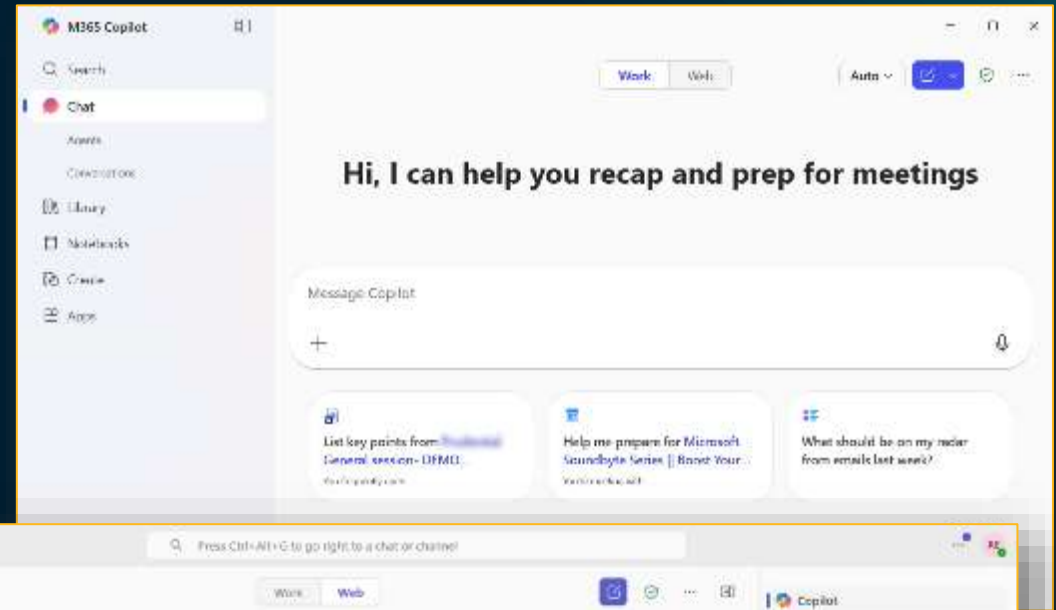 M365 Copilot
Search
Work
Web
Auto
Chat
Agents
Conversations
Hi, I can help you recap and prep for meetings
Library
Notebooks
Create
Message Copilot
Apps
List key points from
General session- DEMO...
You frequently
Help me prepare for Microsoft
Soundbyte Series || Boost Your...
What should be on my radar
from emails last week?
Press Ctrl+Alt+G to go right to a chat or channel
Work
Web
Copilot